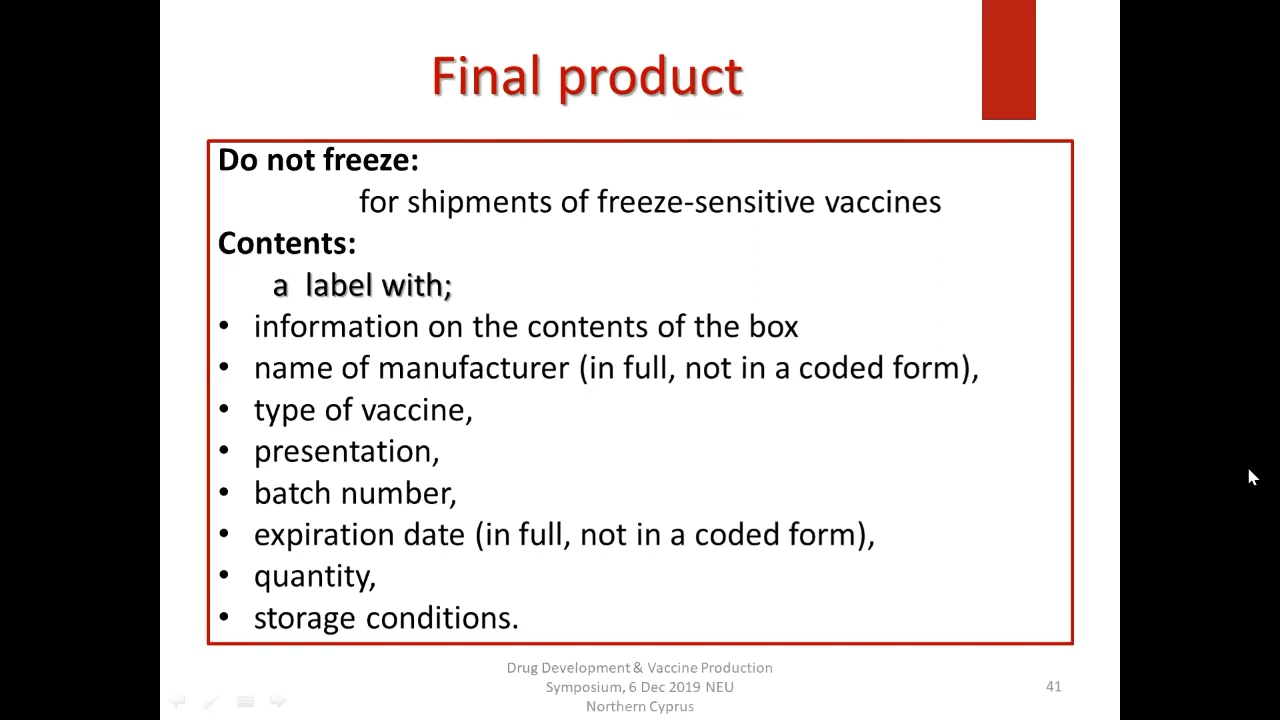 Final product
Do not freeze:
for shipments of freeze-sensitive vaccines
Contents:
a label with;
• information on the contents of the box
• name of manufacturer (in full, not in a coded form),
• type of vaccine,
• presentation,
• batch number,
• expiration date (in full, not in a coded form),
• quantity,
• storage conditions.
Drug Development & Vaccine Production
Symposium, 6 Dec 2019 NEU
Northern Cyprus
41